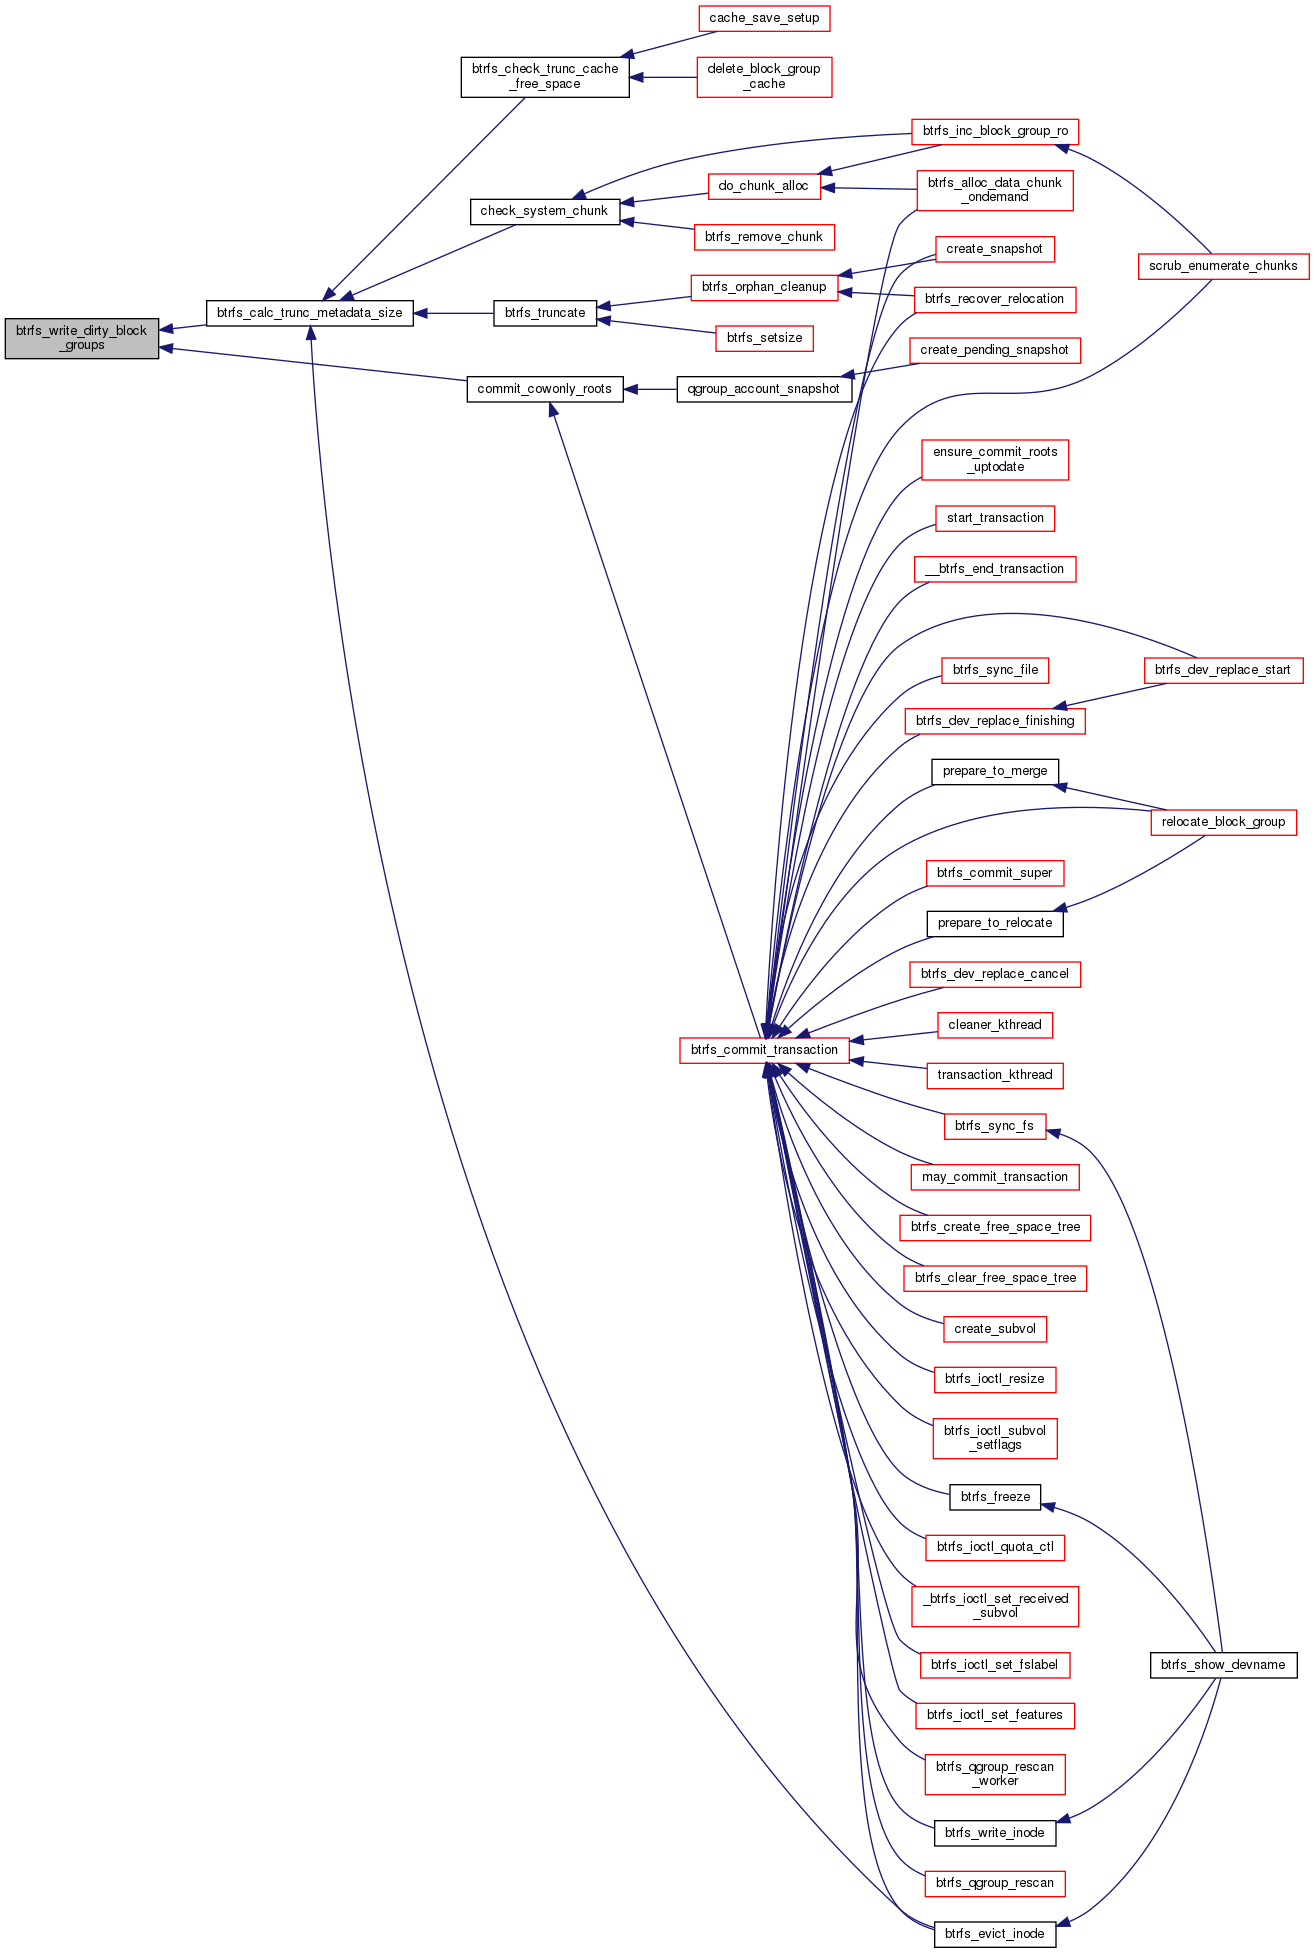 cache_save_setup
btrfs_check_trunc_cache
_free_space
delete_block_group
_cache
btrfs_inc_block_group_ro
do_chunk_alloc
btrfs_alloc_data_chunk
_ondemand
check_system_chunk
btrfs_remove_chunk
create_snapshot
scrub_enumerate_chunks
btrfs_orphan_cleanup
btrfs_recover_relocation
btrfs_calc_trunc_metadata_size
btrfs_truncate
btrfs_write_dirty_block
_groups
btrfs_setsize
create_pending_snapshot
commit_cowonly_roots
qgroup_account_snapshot
ensure_commit_roots
_uptodate
start_transaction
__btrfs_end_transaction
btrfs_sync_file
btrfs_dev_replace_start
btrfs_dev_replace_finishing
prepare_to_merge
relocate_block_group
btrfs_commit_super
prepare_to_relocate
btrfs_dev_replace_cancel
cleaner_kthread
btrfs_commit_transaction
transaction_kthread
btrfs_sync_fs
may_commit_transaction
btrfs_create_free_space_tree
btrfs_clear_free_space_tree
create_subvol
btrfs_ioctl_resize
btrfs_ioctl_subvol
_setflags
btrfs_freeze
btrfs_ioctl_quota_ctl
_btrfs_ioctl_set_received
_subvol
btrfs_ioctl_set_fslabel
btrfs_show_devname
btrfs_ioctl_set_features
btrfs_qgroup_rescan
_worker
btrfs_write_inode
btrfs_qgroup_rescan
btrfs_evict_inode